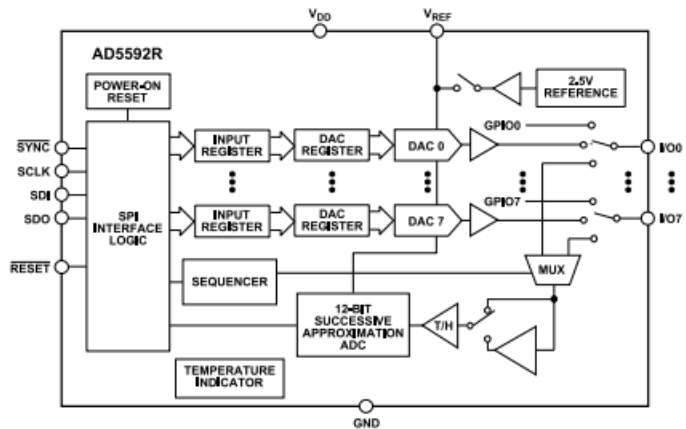 VDD
VREF
AD5592R
POWER-ON
RESET
2.5V
REFERENCE
SYNC
SCLK
SDI
SDO
RESET
SPI
INTERFACE
LOGIC
INPUT
REGISTER
DAC
REGISTER
DAC 0
GPIO0
I/O0
INPUT
REGISTER
DAC
REGISTER
DAC 7
GPIO7
I/O7
SEQUENCER
MUX
12-BIT
SUCCESSIVE
APPROXIMATION
ADC
T/H
TEMPERATURE
INDICATOR
GND